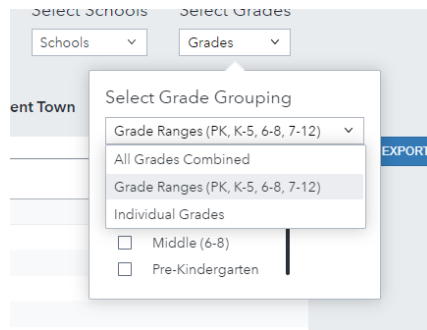 Select Schools Select Grades
Schools Grades
Select Grade Grouping
ent Town
Grade Ranges (PK, K-5, 6-8, 7-12)
EXPORT
All Grades Combined
Grade Ranges (PK, K-5, 6-8, 7-12)
Individual Grades
Middle (6-8)
Pre-Kindergarten